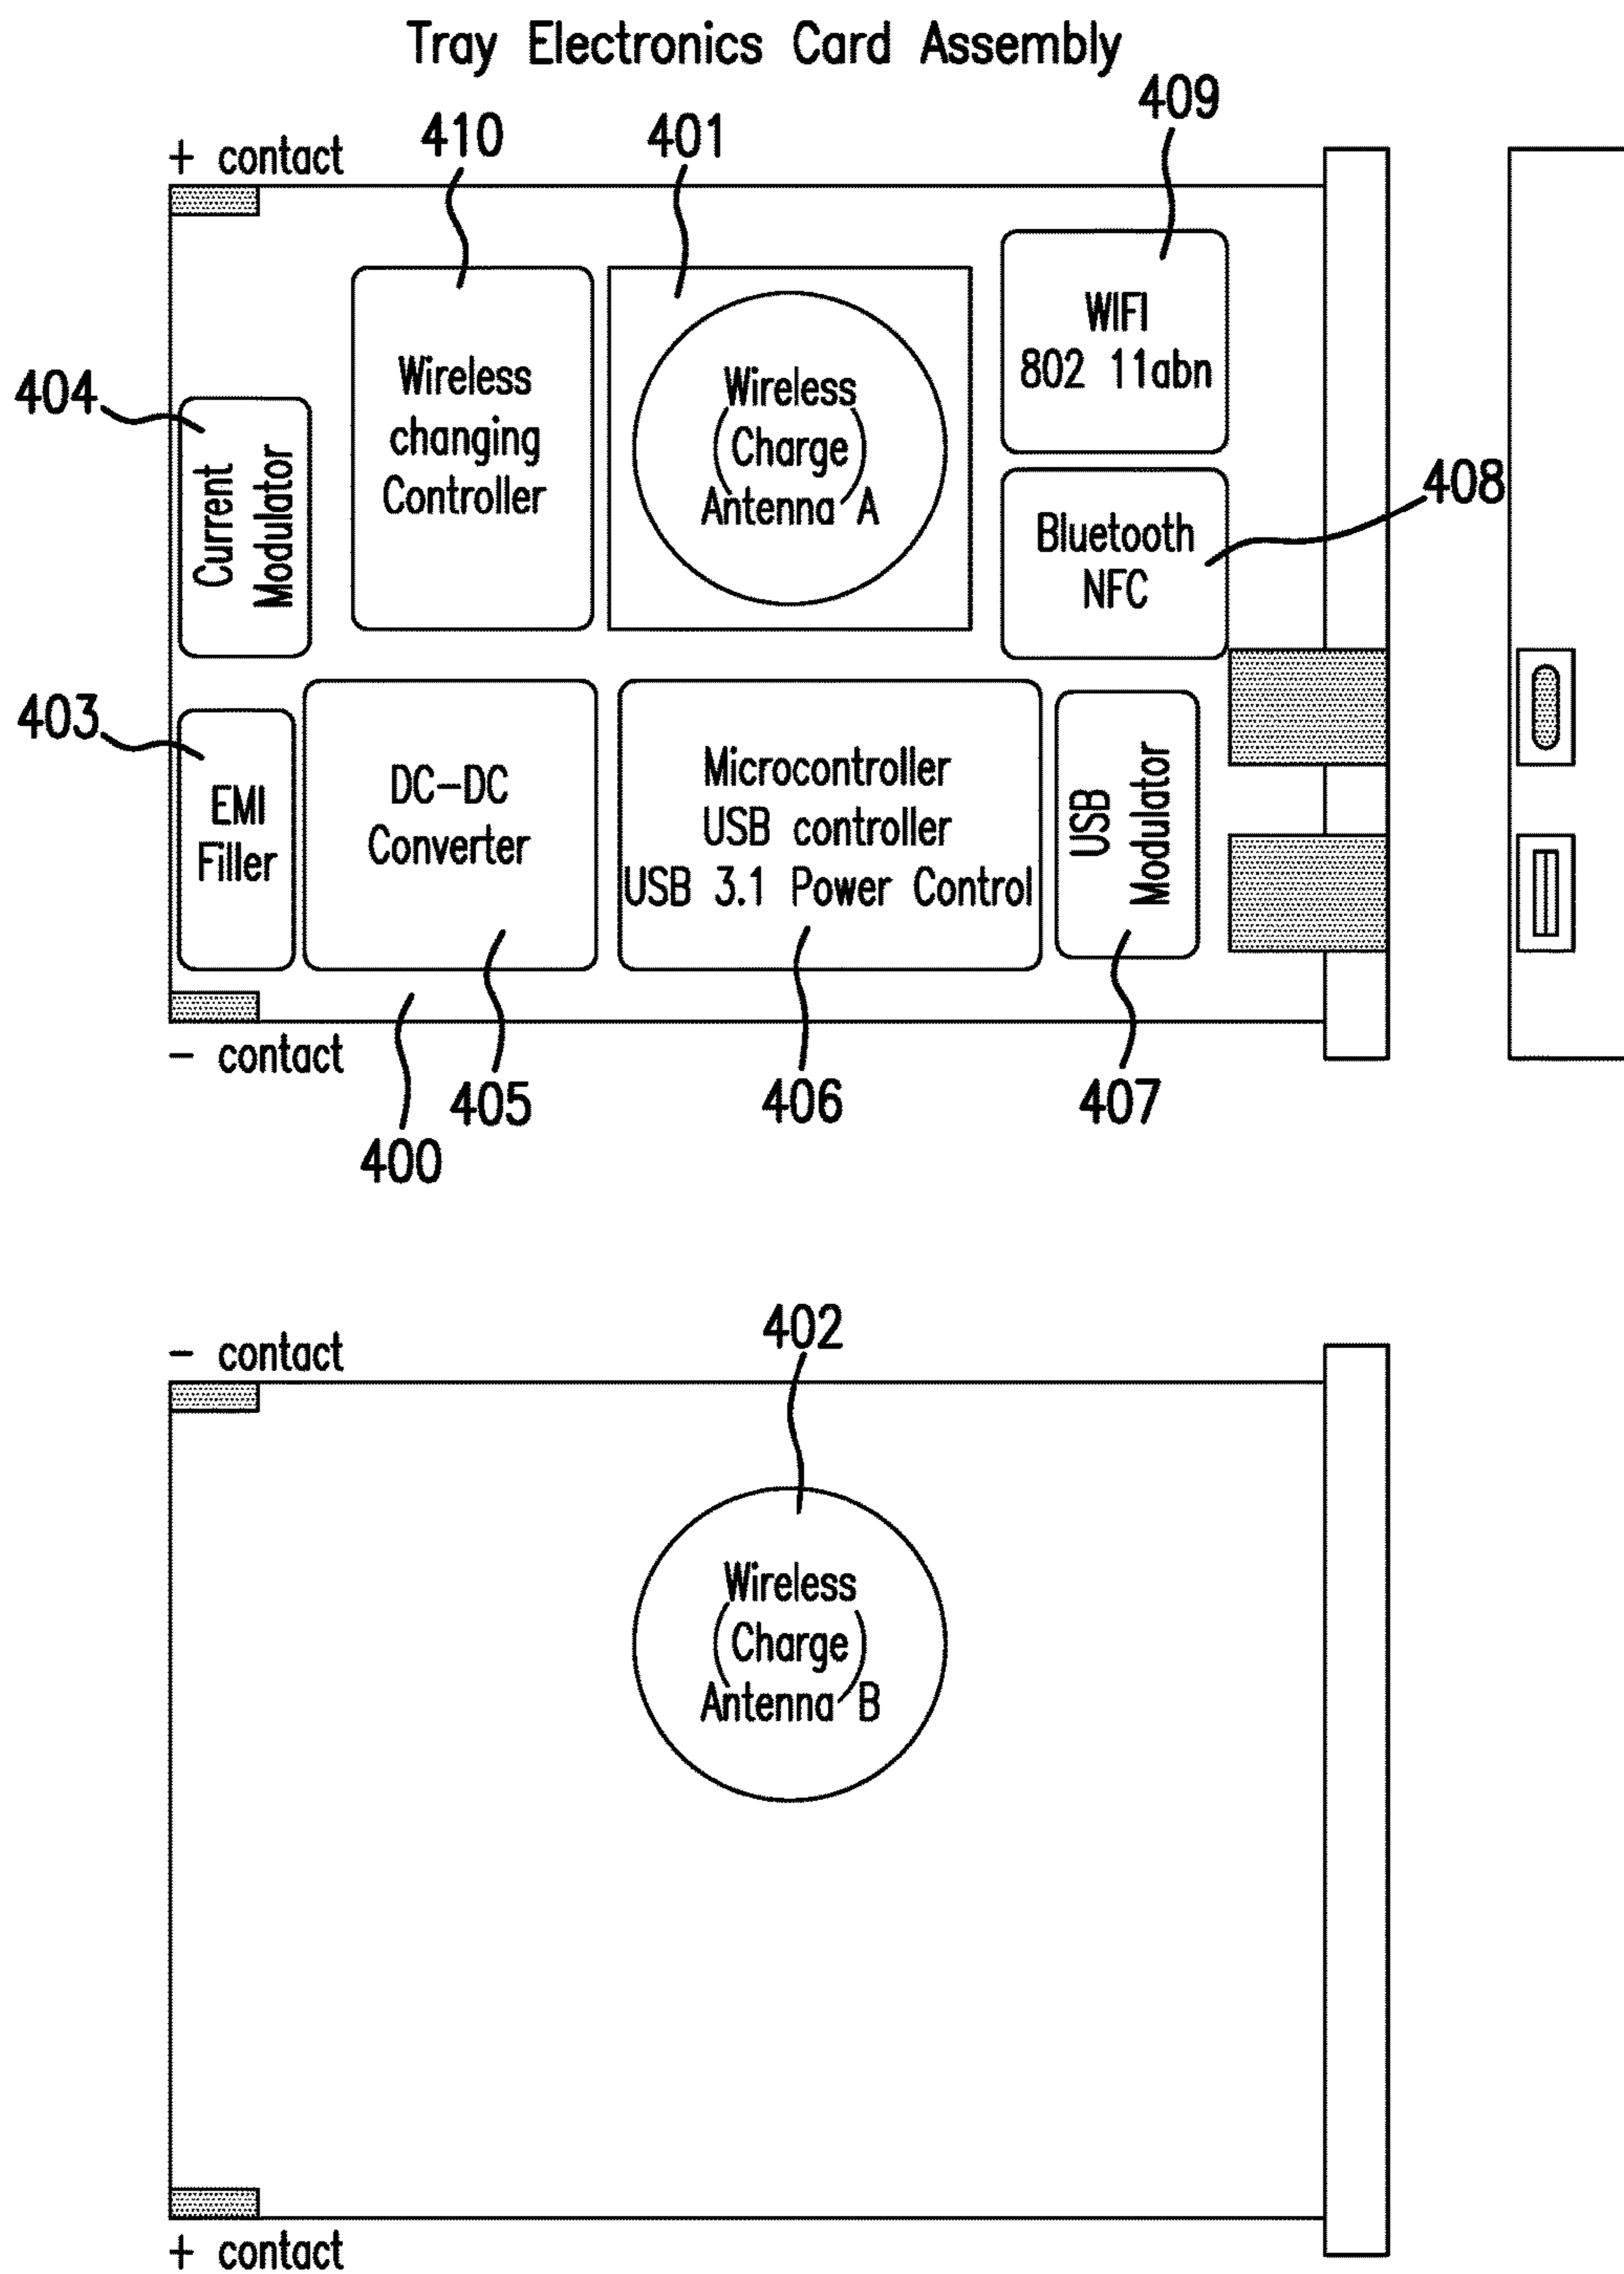 Tray Electronics Card Assembly
409
410
401
+ contact
WIFI
802 11abn
Wireless
changing
Controller
Wireless
Charge
Antenna A
404
Current
Modulator
408
Bluetooth
NFC
403
EMI
Filler
DC-DC
Converter
Microcontroller
USB controller
USB 3.1 Power Control
USB
Modulator
- contact
405
406
407
400
402
- contact
Wireless
Charge
Antenna B
+ contact